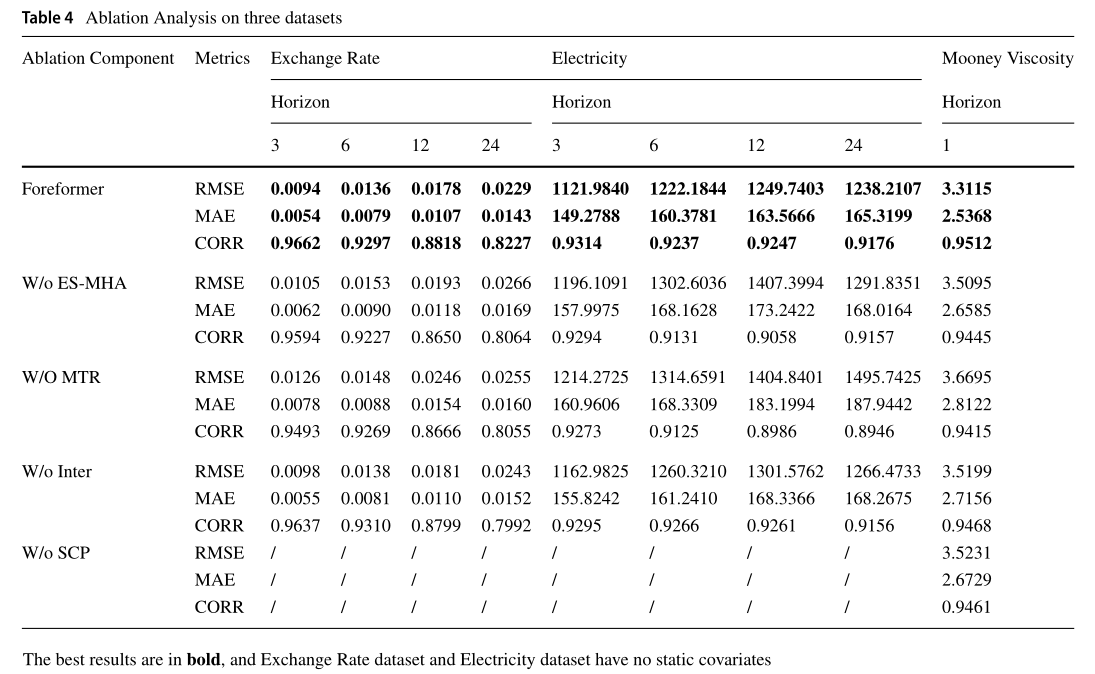 Table 4 Ablation Analysis on three datasets
Ablation Component Metrics Exchange Rate Electricity Mooney Viscosity
Horizon Horizon Horizon
3 6 12 24 3 6 12 24 1
Foreformer RMSE 0.0094 0.0136 0.0178 0.0229 1121.9840 1222.1844 1249.7403 1238.2107 3.3115
MAE 0.0054 0.0079 0.0107 0.0143 149.2788 160.3781 163.5666 165.3199 2.5368
CORR 0.9662 0.9297 0.8818 0.8227 0.9314 0.9237 0.9247 0.9176 0.9512
W/o ES-MHA RMSE 0.0105 0.0153 0.0193 0.0266 1196.1091 1302.6036 1407.3994 1291.8351 3.5095
MAE 0.0062 0.0090 0.0118 0.0169 157.9975 168.1628 173.2422 168.0164 2.6585
CORR 0.9594 0.9227 0.8650 0.8064 0.9294 0.9131 0.9058 0.9157 0.9445
W/O MTR RMSE 0.0126 0.0148 0.0246 0.0255 1214.2725 1314.6591 1404.8401 1495.7425 3.6695
MAE 0.0078 0.0088 0.0154 0.0160 160.9606 168.3309 183.1994 187.9442 2.8122
CORR 0.9493 0.9269 0.8666 0.8055 0.9273 0.9125 0.8986 0.8946 0.9415
W/o Inter RMSE 0.0098 0.0138 0.0181 0.0243 1162.9825 1260.3210 1301.5762 1266.4733 3.5199
MAE 0.0055 0.0081 0.0110 0.0152 155.8242 161.2410 168.3366 168.2675 2.7156
CORR 0.9637 0.9310 0.8799 0.7992 0.9295 0.9266 0.9261 0.9156 0.9468
W/o SCP RMSE / / / / / / / / 3.5231
MAE / / / / / / / / 2.6729
CORR / / / / / / / / 0.9461
The best results are in bold, and Exchange Rate dataset and Electricity dataset have no static covariates